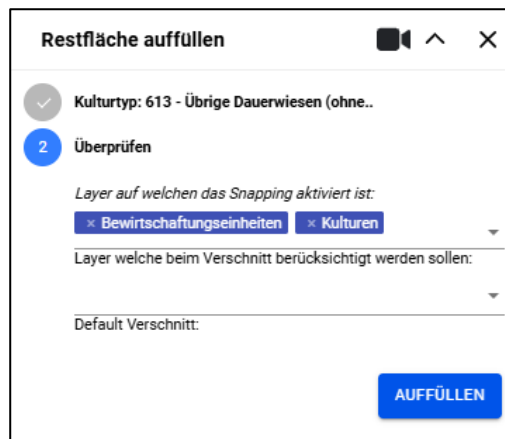 Restfläche auffüllen
Kulturtyp: 613 - Übrige Dauerwiesen (ohne..
2 Überprüfen
Layer auf welchen das Snapping aktiviert ist:
× Bewirtschaftungseinheiten × Kulturen
Layer welche beim Verschnitt berücksichtigt werden sollen:
Default Verschnitt:
AUFFÜLLEN